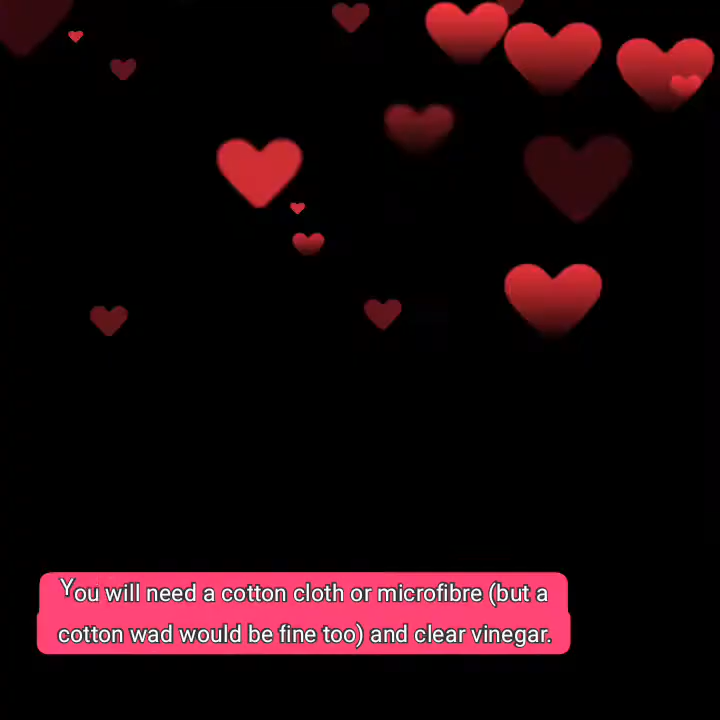 You will need a cotton cloth or microfibre (but a
cotton wad would be fine too) and clear vinegar.